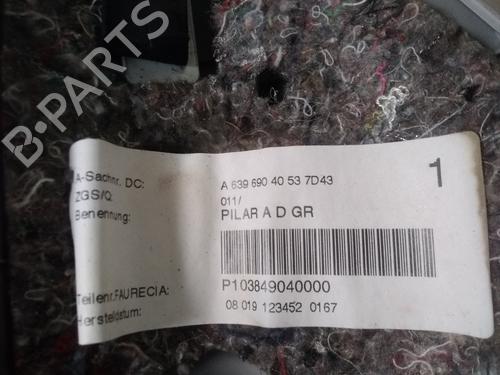 B-PARTS
A-Sachnr. DC: A 639 690 40 53 7D43
ZGS/Q: 011/
Benennung: PILAR A D GR
1
Teilenr.FAURECIA: P103849040000
Hersteldatum: 08 019 123452 0167